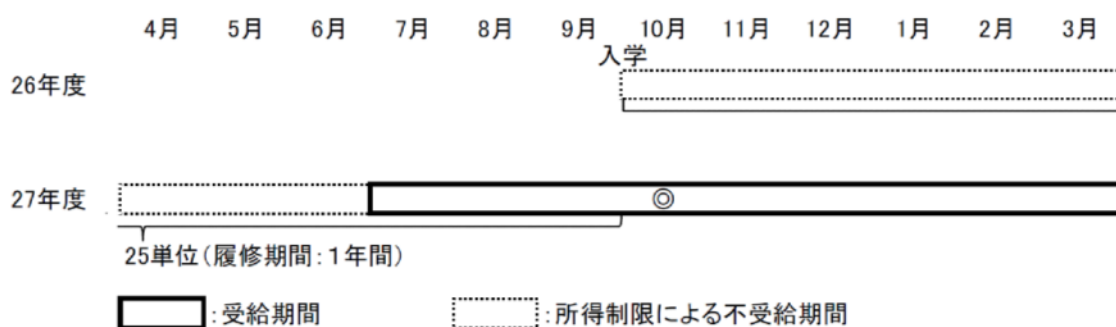 4月 5月 6月 7月 8月 9月 10月 11月 12月 1月 2月 3月
入学
26年度
27年度 ◎
25単位(履修期間:1年間)
:受給期間 :所得制限による不受給期間